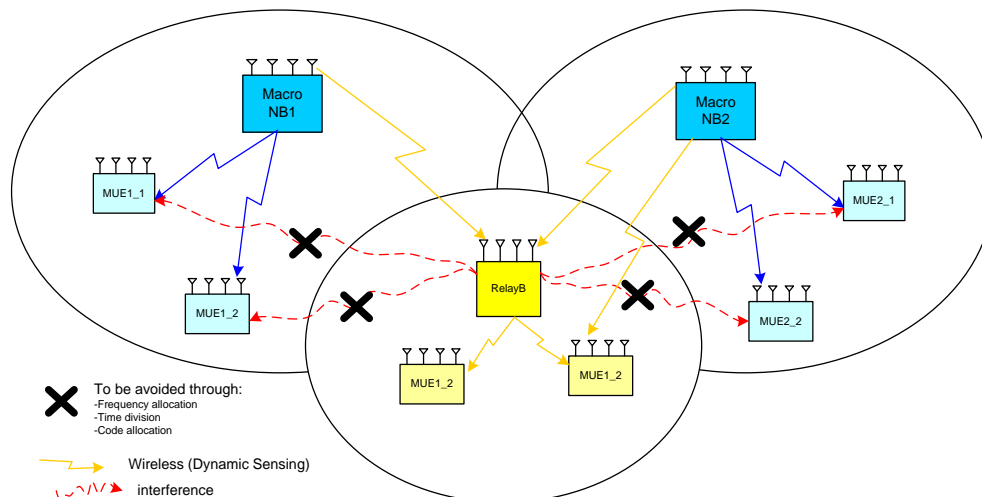 Macro
NB1
Macro
NB2
MUE1_1
MUE2_1
RelayB
MUE1_2
MUE2_2
MUE1_2
MUE1_2
To be avoided through:
-Frequency allocation
-Time division
-Code allocation
Wireless (Dynamic Sensing)
interference